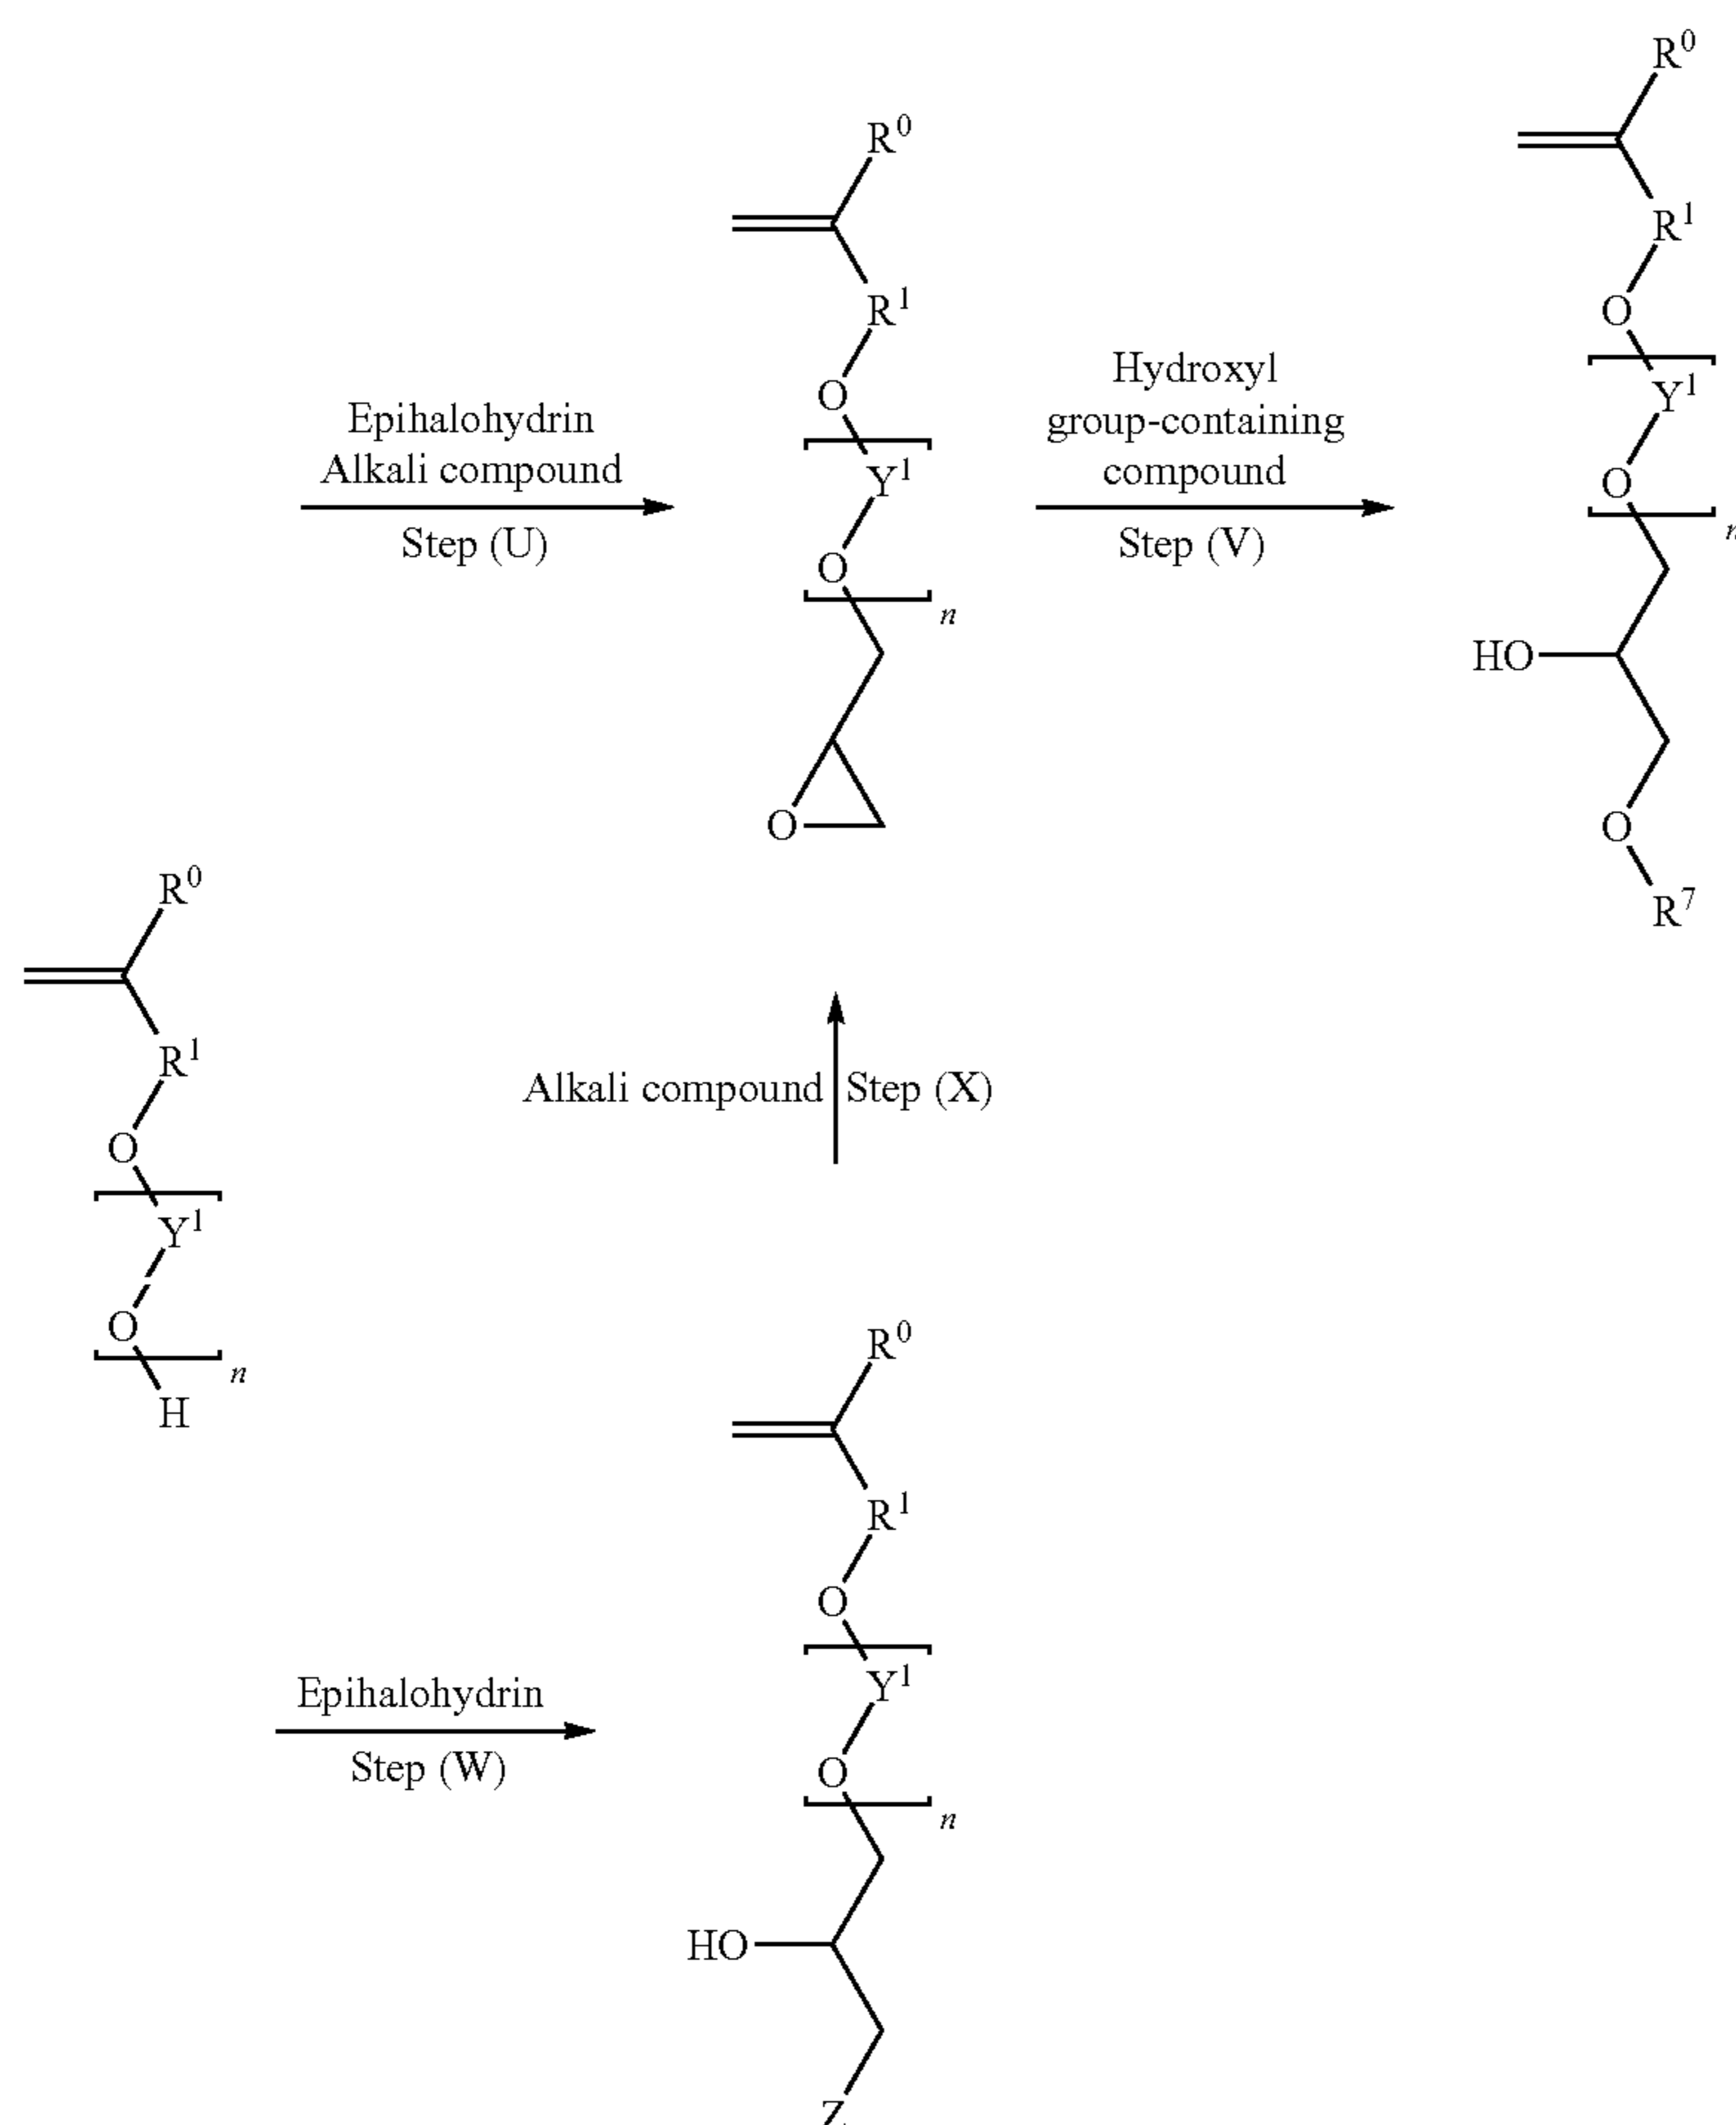 R⁰
R¹
O
Y¹
O
n
H
Epihalohydrin
Alkali compound
Step (U)
R⁰
R¹
O
Y¹
O
n
O
Hydroxyl
group-containing
compound
Step (V)
R⁰
R¹
O
Y¹
O
n
HO
O
R⁷
Alkali compound
Step (X)
Epihalohydrin
Step (W)
R⁰
R¹
O
Y¹
O
n
HO
Z